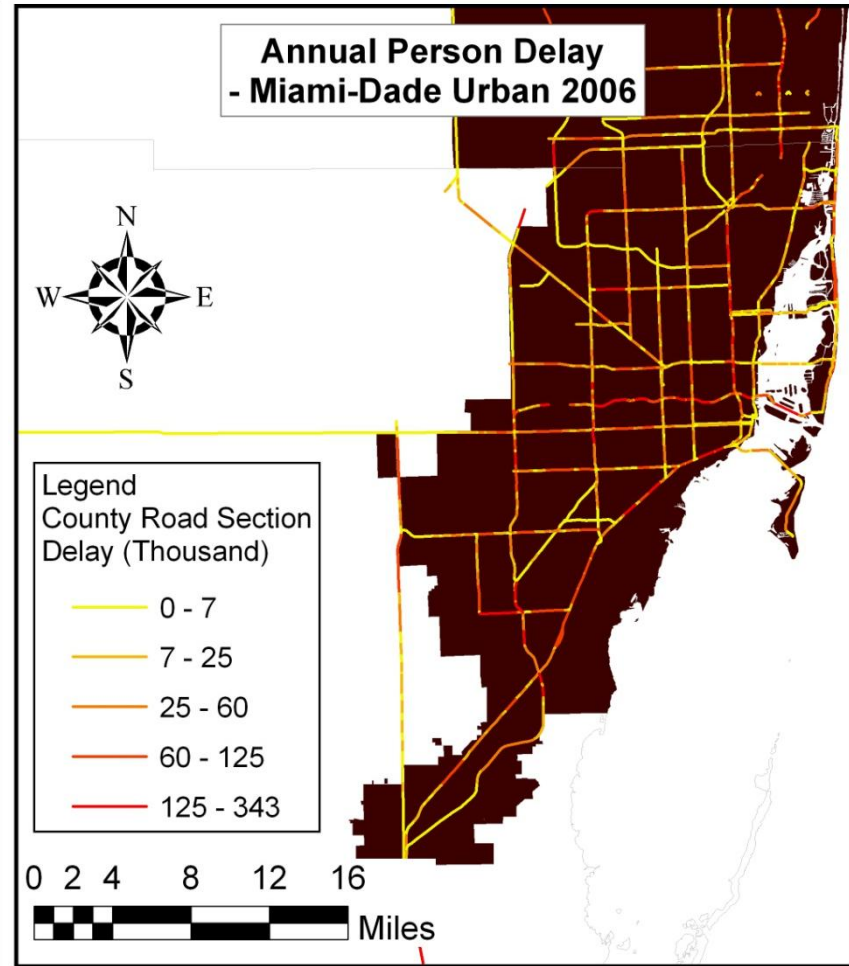 Annual Person Delay
- Miami-Dade Urban 2006
N
W E
S
Legend
County Road Section
Delay (Thousand)
0 - 7
7 - 25
25 - 60
60 - 125
125 - 343
0 2 4 8 12 16
Miles